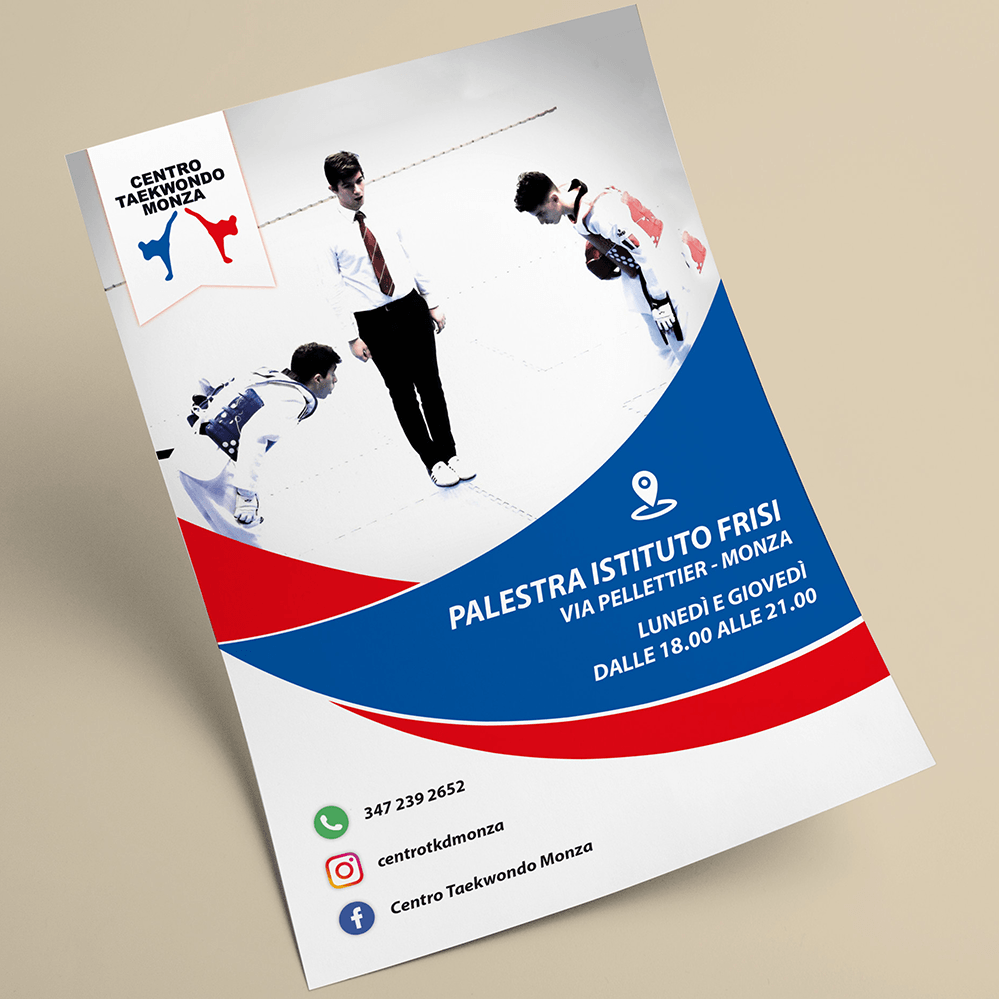 CENTRO
TAEKWONDO
MONZA
PALESTRA ISTITUTO FRISI
VIA PELLETTIER - MONZA
LUNEDÌ E GIOVEDÌ
DALLE 18.00 ALLE 21.00
347 239 2652
centrotkdmonza
Centro Taekwondo Monza